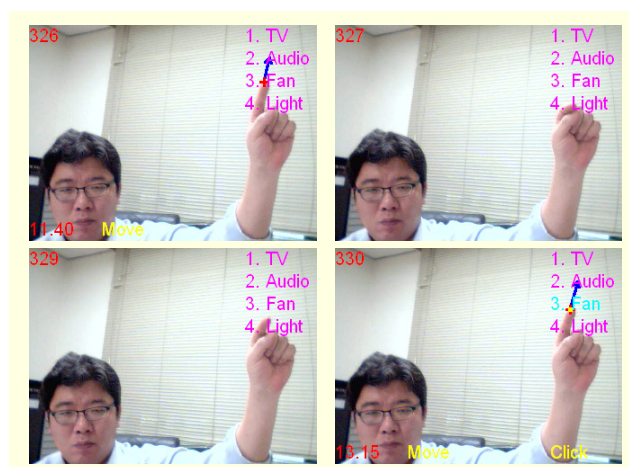 326
1. TV
2. Audio
3. Fan
4. Light
11.40 Move
327
1. TV
2. Audio
3. Fan
4. Light
329
1. TV
2. Audio
3. Fan
4. Light
330
1. TV
2. Audio
3. Fan
4. Light
13.15 Move Click